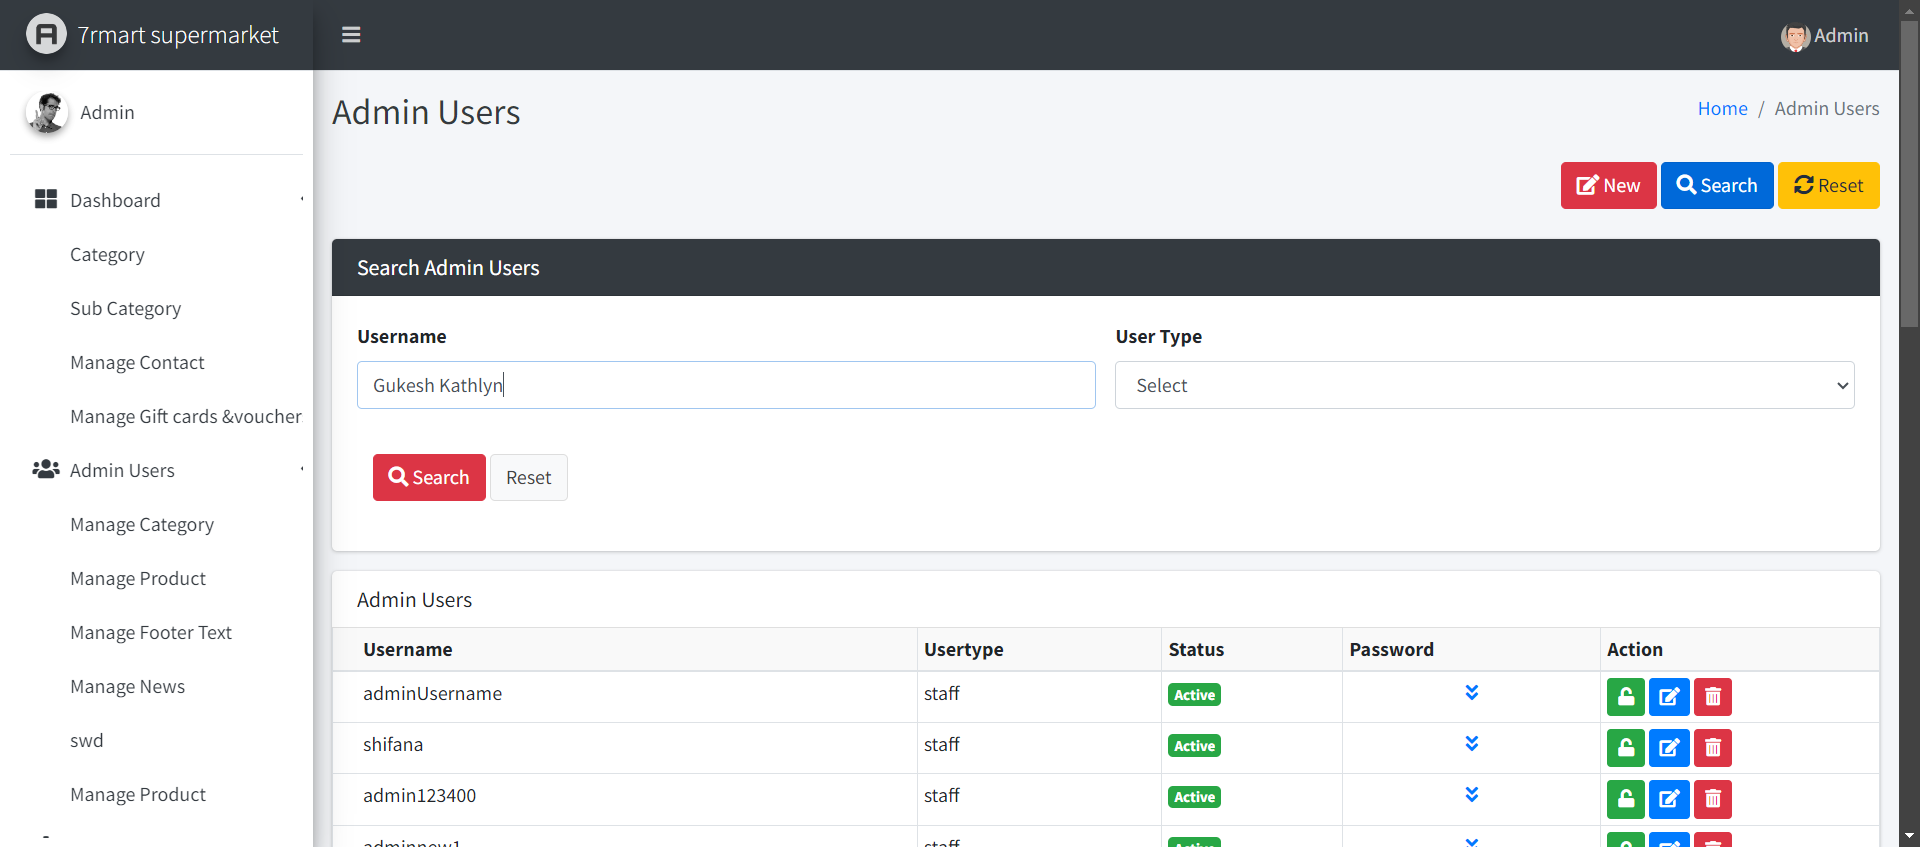 7rmart supermarket
Admin
Admin
Dashboard
Category
Sub Category
Manage Contact
Manage Gift cards &voucher
Admin Users
Manage Category
Manage Product
Manage Footer Text
Manage News
swd
Manage Product
Admin Users
Home / Admin Users
New Search Reset
Search Admin Users
Username User Type
Gukesh Kathlyn Select
Search Reset
Admin Users
Username Usertype Status Password Action
adminUsername staff Active
shifana staff Active
admin123400 staff Active
adminnew1 staff Active